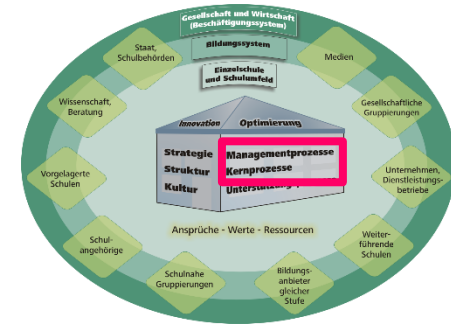 Gesellschaft und Wirtschaft
(Beschäftigungssystem)
Bildungssystem
Einzelschule
und Schulumfeld
Staat,
Schulbehörden
Medien
Wissenschaft,
Beratung
Gesellschaftliche
Gruppierungen
Innovation Optimierung
Strategie Managementprozesse
Struktur Kernprozesse
Kultur
Vorgelagerte
Schulen
Unternehmen,
Dienstleistungs-
betriebe
Ansprüche - Werte - Ressourcen
Schul-
angehörige
Weiter-
führende
Schulen
Schulnahe
Gruppierungen
Bildungs-
anbieter
gleicher
Stufe